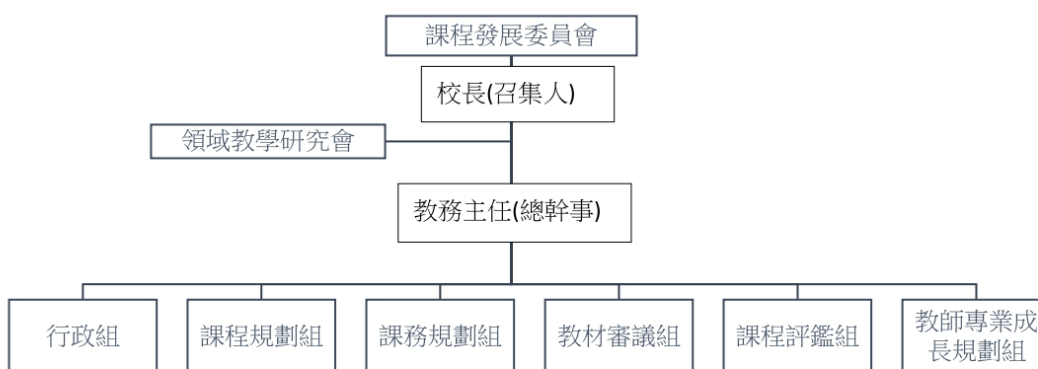 課程發展委員會
校長(召集人)
領域教學研究會
教務主任(總幹事)
行政組
課程規劃組
課務規劃組
教材審議組
課程評鑑組
教師專業成
長規劃組